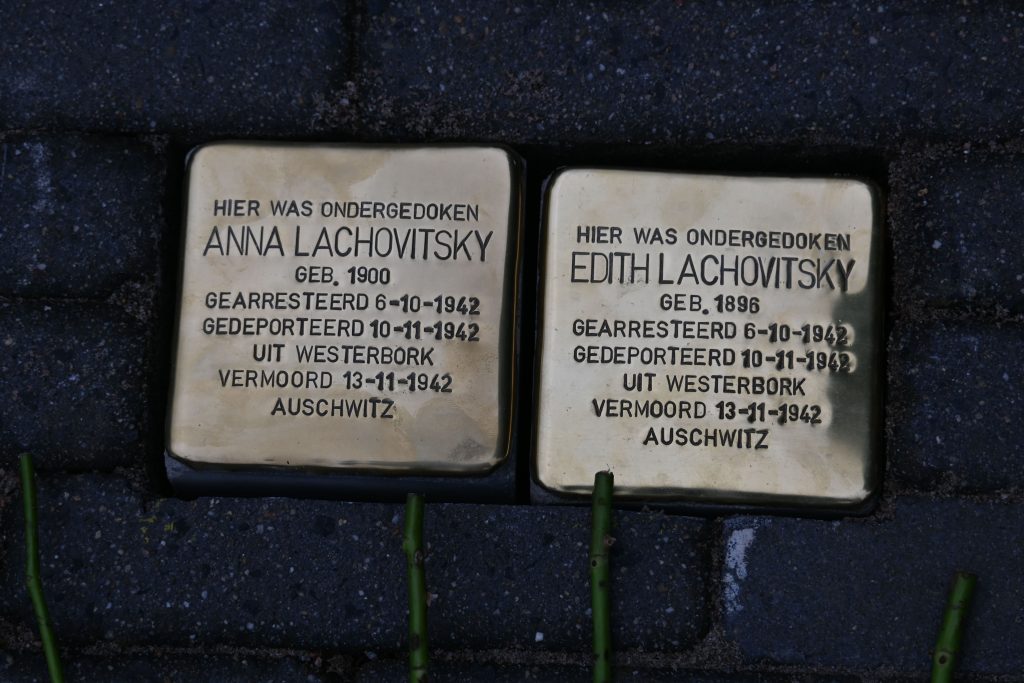 HIER WAS ONDERGEDOKEN
ANNA LACHOVITSKY
GEB. 1900
GEARRESTEERD 6-10-1942
GEDEPORTEERD 10-11-1942
UIT WESTERBORK
VERMOORD 13-11-1942
AUSCHWITZ
HIER WAS ONDERGEDOKEN
EDITH LACHOVITSKY
GEB. 1896
GEARRESTEERD 6-10-1942
GEDEPORTEERD 10-11-1942
UIT WESTERBORK
VERMOORD 13-11-1942
AUSCHWITZ